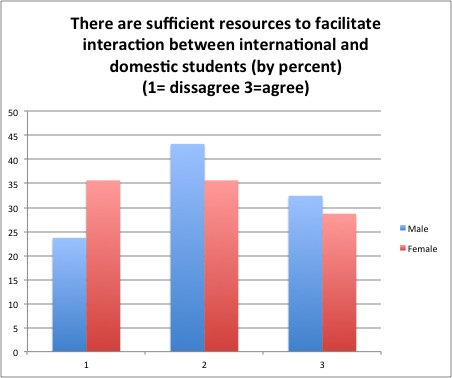 There are sufficient resources to facilitate
interaction between international and
domestic students (by percent)
(1= dissagree 3=agree)
50
45
40
35
30
25
20
15
10
5
0
1 2 3
Male
Female